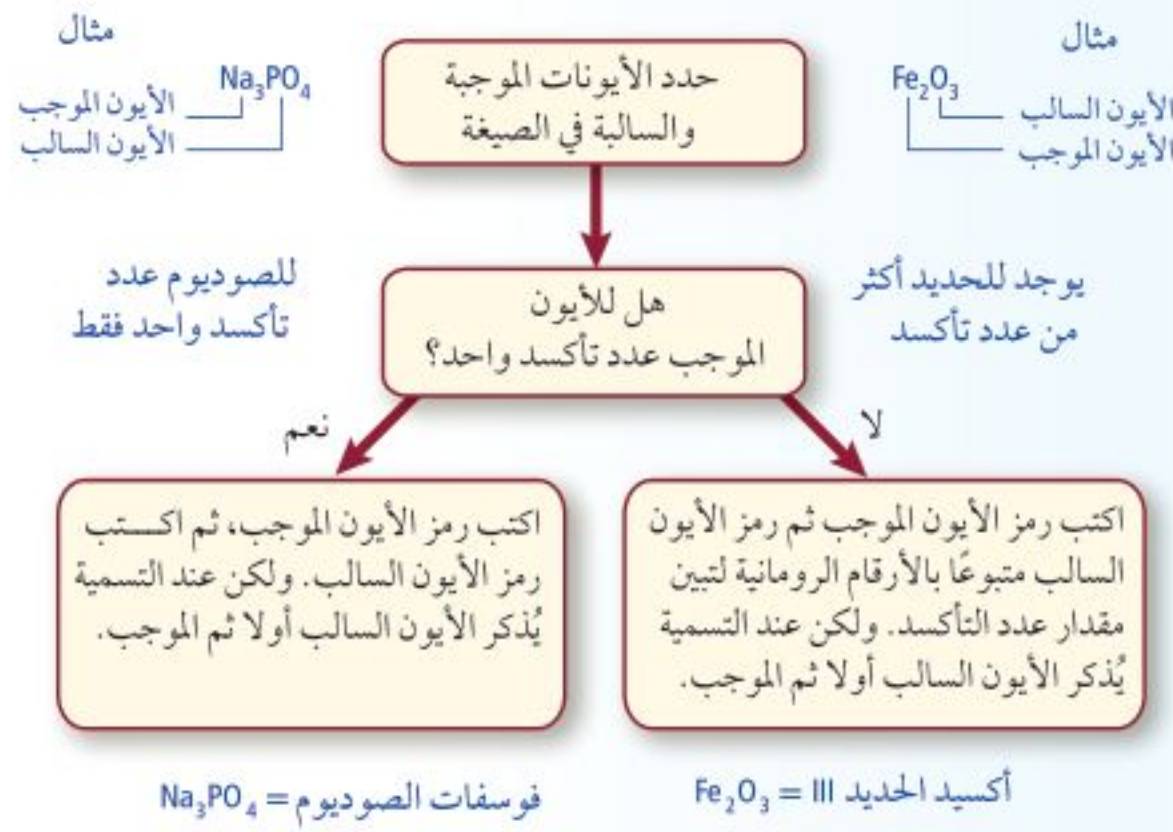 مثال
Fe₂O₃
الأيون السالب
الأيون الموجب
حدد الأيونات الموجبة
والسالبة في الصيغة
مثال
Na₃PO₄
الأيون الموجب
الأيون السالب
يوجد للحديد أكثر
من عدد تأكسد
هل للأيون
الموجب عدد تأكسد واحد؟
للصوديوم عدد
تأكسد واحد فقط
لا
نعم
اكتب رمز الأيون الموجب ثم رمز الأيون
السالب متبوعًا بالأرقام الرومانية لتبين
مقدار عدد التأكسد. ولكن عند التسمية
يُذكر الأيون السالب أولا ثم الموجب.
اكتب رمز الأيون الموجب، ثم اكتب
رمز الأيون السالب. ولكن عند التسمية
يُذكر الأيون السالب أولا ثم الموجب.
أكسيد الحديد III = Fe₂O₃
فوسفات الصوديوم = Na₃PO₄